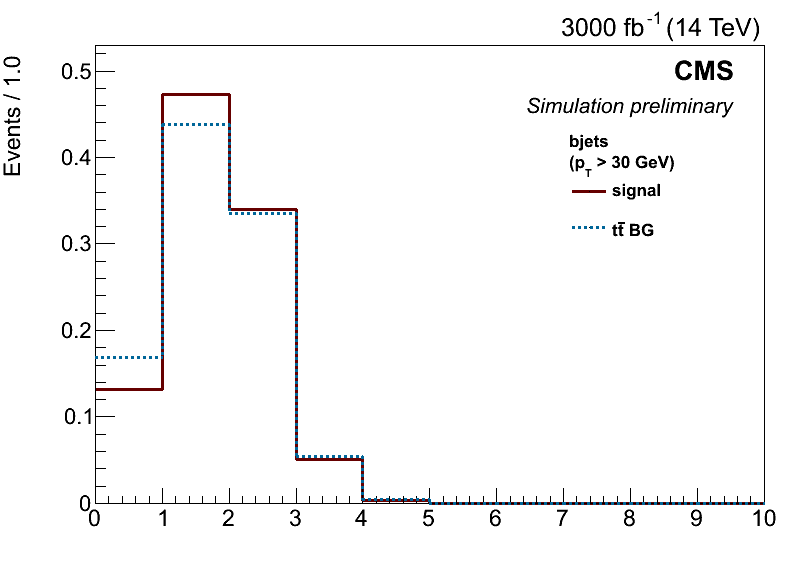 3000 fb⁻¹ (14 TeV)
Events / 1.0
CMS
Simulation preliminary
bjets
(p_T > 30 GeV)
signal
tt̄ BG
0.5
0.4
0.3
0.2
0.1
0
0 1 2 3 4 5 6 7 8 9 10